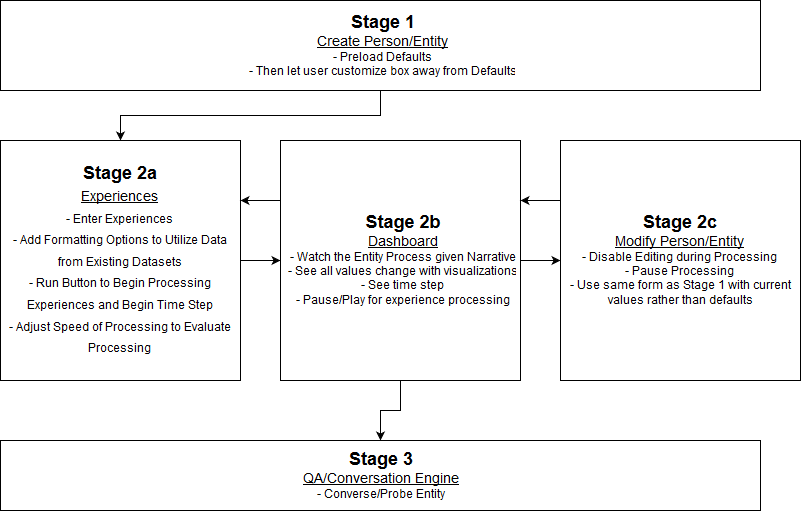 Stage 1
Create Person/Entity
- Preload Defaults
- Then let user customize box away from Defaults
Stage 2a
Experiences
- Enter Experiences
- Add Formatting Options to Utilize Data
from Existing Datasets
- Run Button to Begin Processing
Experiences and Begin Time Step
- Adjust Speed of Processing to Evaluate
Processing
Stage 2b
Dashboard
- Watch the Entity Process given Narrative
- See all values change with visualizations
- See time step
- Pause/Play for experience processing
Stage 2c
Modify Person/Entity
- Disable Editing during Processing
- Pause Processing
- Use same form as Stage 1 with current
values rather than defaults
Stage 3
QA/Conversation Engine
- Converse/Probe Entity